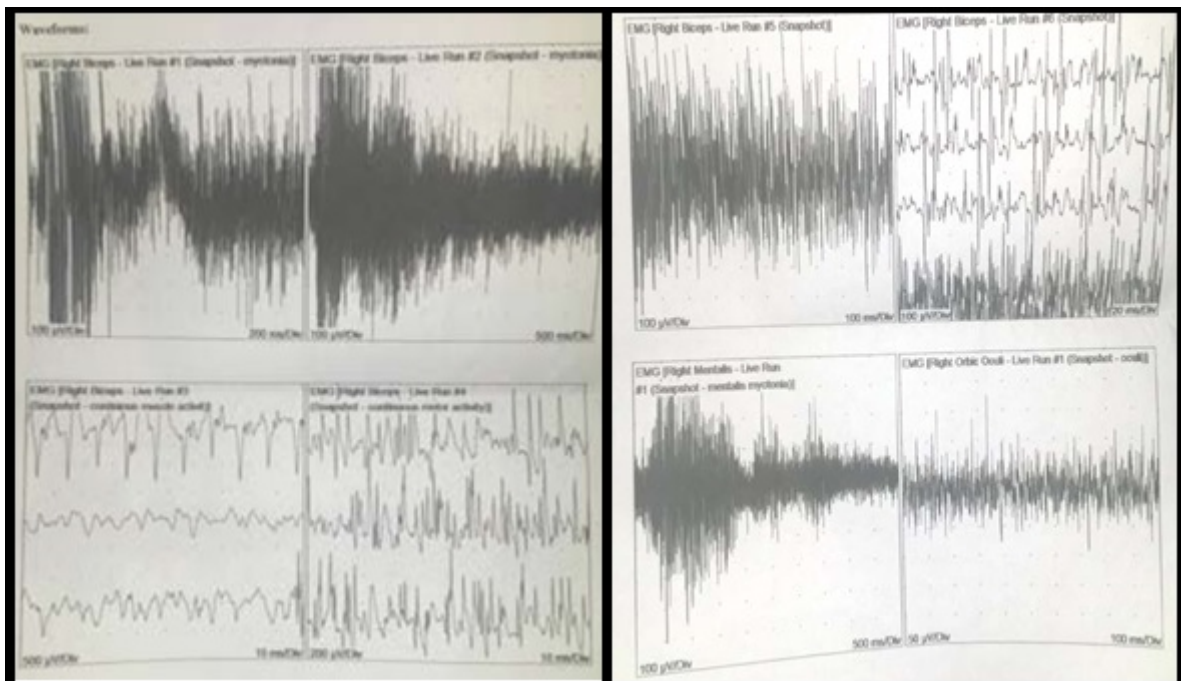 Waveforms:
EMG [Right Biceps - Live Run #1 (Snapshot - myotonia)]
100 µV/Div
200 ms/Div
EMG [Right Biceps - Live Run #2 (Snapshot - myotonia)]
100 µV/Div
500 ms/Div
EMG [Right Biceps - Live Run #3
(Snapshot - continuous muscle activity)]
500 µV/Div
10 ms/Div
EMG [Right Biceps - Live Run #4
(Snapshot - continuous motor activity)]
200 µV/Div
10 ms/Div
EMG [Right Biceps - Live Run #5 (Snapshot)]
100 µV/Div
100 ms/Div
EMG [Right Biceps - Live Run #6 (Snapshot)]
100 µV/Div
20 ms/Div
EMG [Right Mentalis - Live Run
#1 (Snapshot - mentalis myotonia)]
100 µV/Div
500 ms/Div
EMG [Right Orbic Oculi - Live Run #1 (Snapshot - oculi)]
50 µV/Div
100 ms/Div